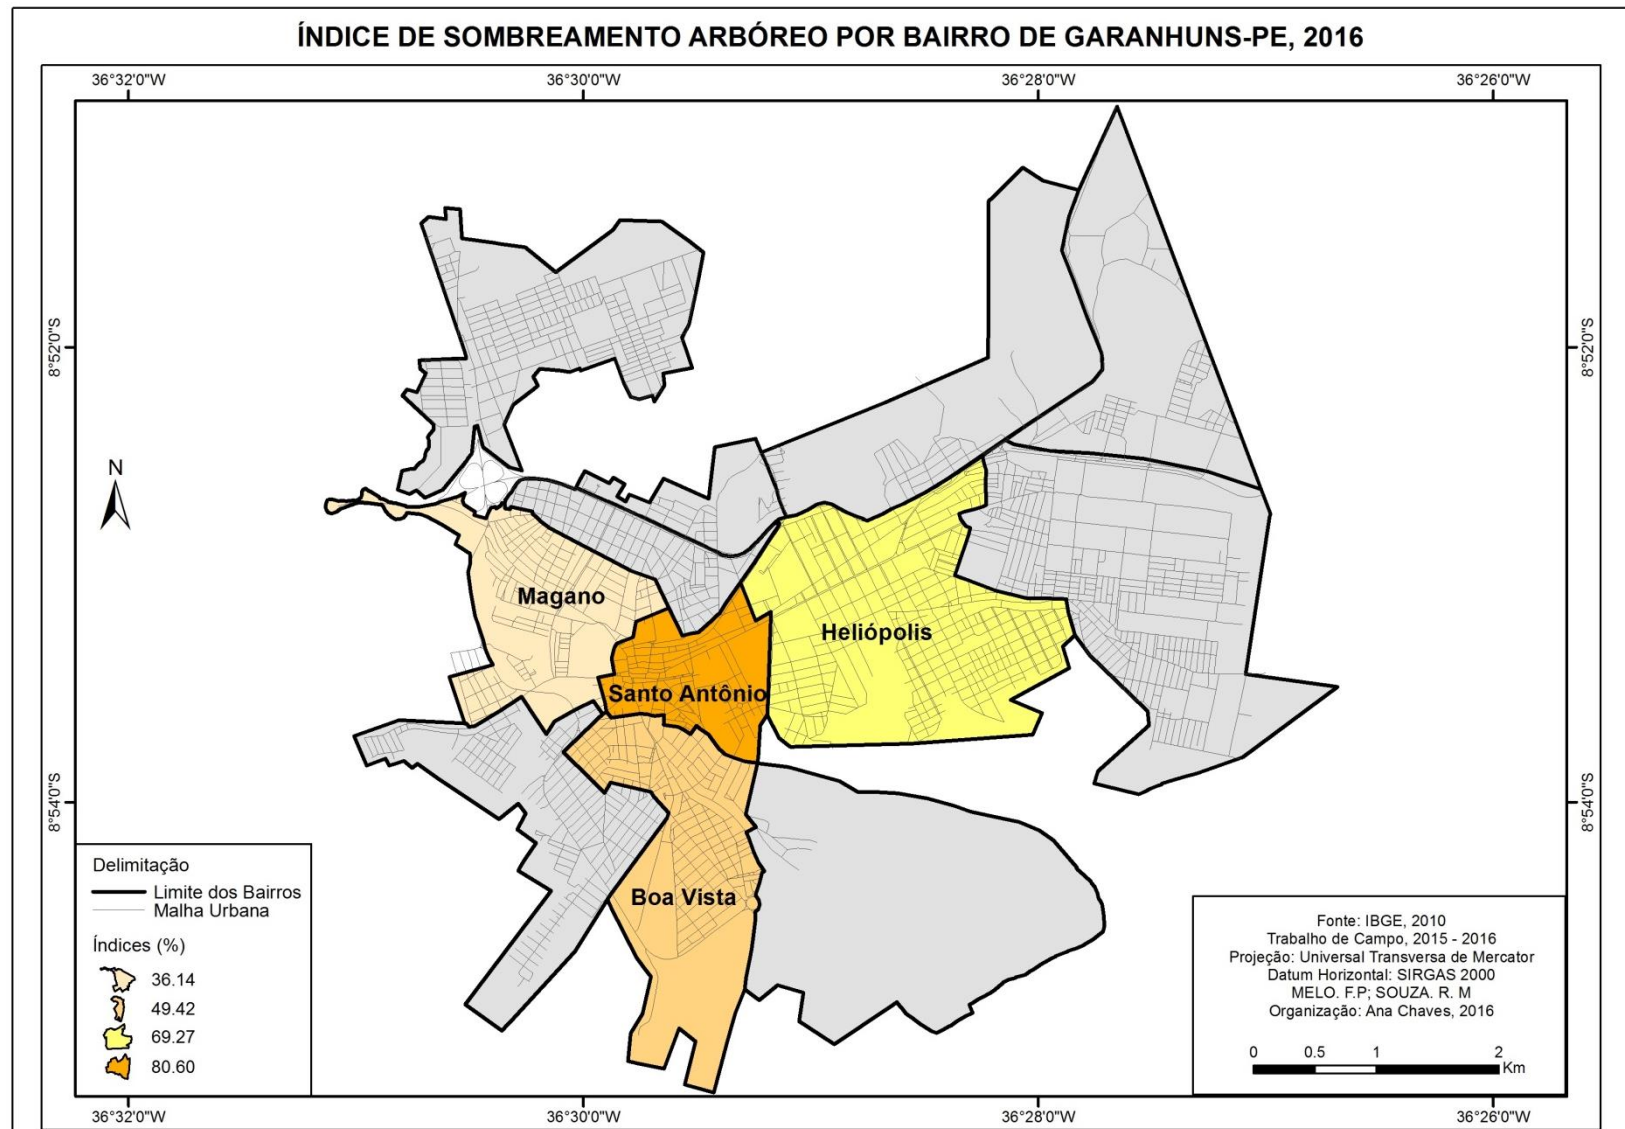 ÍNDICE DE SOMBREAMENTO ARBÓREO POR BAIRRO DE GARANHUNS-PE, 2016
36°32'0"W 36°30'0"W 36°28'0"W 36°26'0"W
8°52'0"S 8°52'0"S
N
Magano
Heliópolis
Santo Antônio
8°54'0"S 8°54'0"S
Boa Vista
Delimitação
Limite dos Bairros
Malha Urbana
Índices (%)
36.14
49.42
69.27
80.60
Fonte: IBGE, 2010
Trabalho de Campo, 2015 - 2016
Projeção: Universal Transversa de Mercator
Datum Horizontal: SIRGAS 2000
MELO. F.P; SOUZA. R. M
Organização: Ana Chaves, 2016
0 0.5 1 2
Km
36°32'0"W 36°30'0"W 36°28'0"W 36°26'0"W